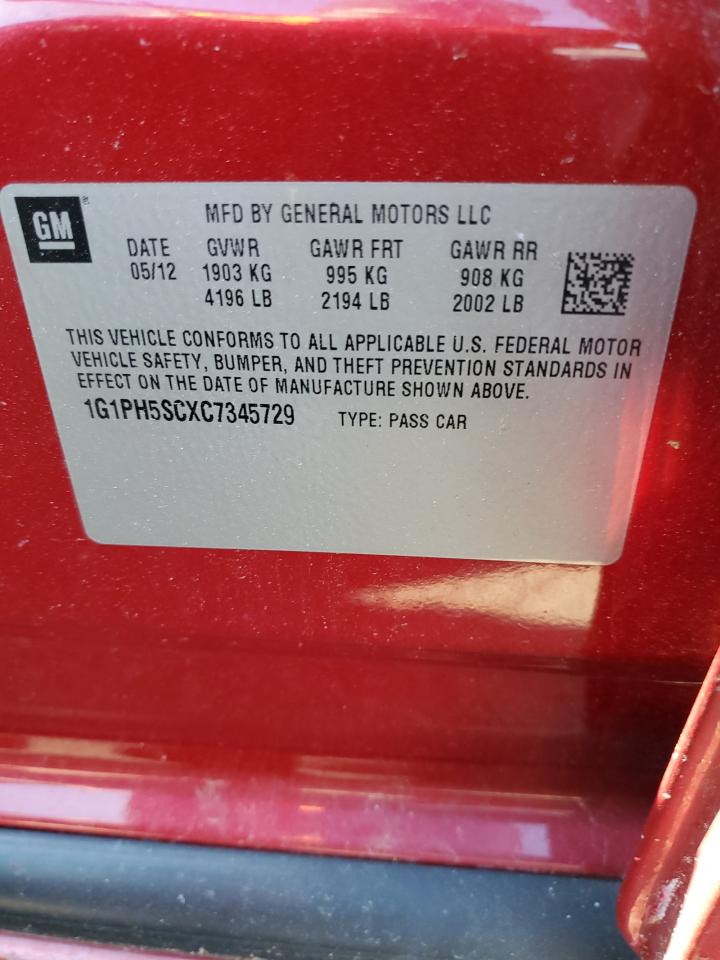 GM ®
MFD BY GENERAL MOTORS LLC
DATE GVWR GAWR FRT GAWR RR
05/12 1903 KG 995 KG 908 KG
4196 LB 2194 LB 2002 LB
THIS VEHICLE CONFORMS TO ALL APPLICABLE U.S. FEDERAL MOTOR
VEHICLE SAFETY, BUMPER, AND THEFT PREVENTION STANDARDS IN
EFFECT ON THE DATE OF MANUFACTURE SHOWN ABOVE.
1G1PH5SCXC7345729 TYPE: PASS CAR